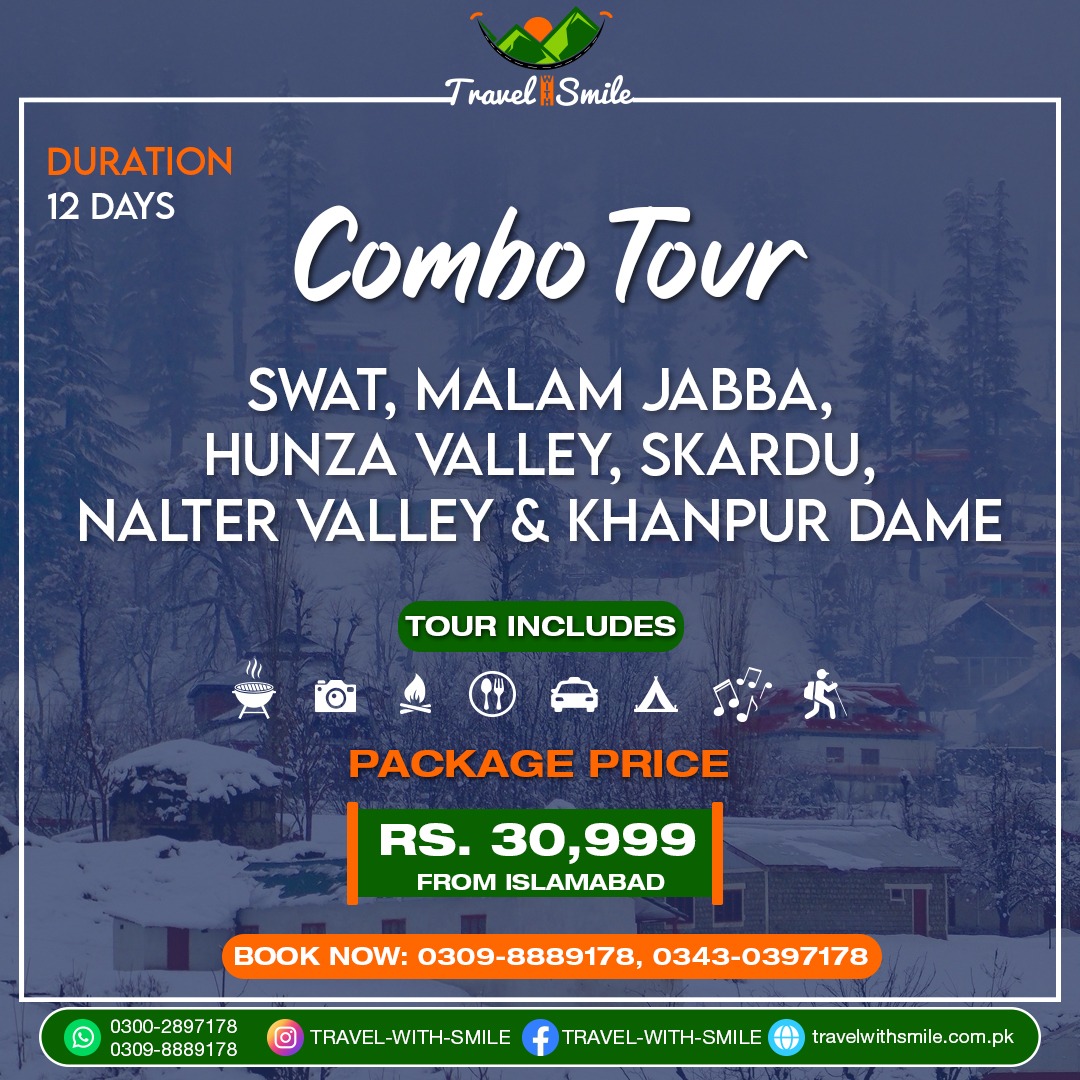 Travel WITH Smile
DURATION
12 DAYS
Combo Tour
SWAT, MALAM JABBA,
HUNZA VALLEY, SKARDU,
NALTER VALLEY & KHANPUR DAME
TOUR INCLUDES
PACKAGE PRICE
RS. 30,999
FROM ISLAMABAD
BOOK NOW: 0309-8889178, 0343-0397178
0300-2897178
0309-8889178
TRAVEL-WITH-SMILE
TRAVEL-WITH-SMILE
travelwithsmile.com.pk